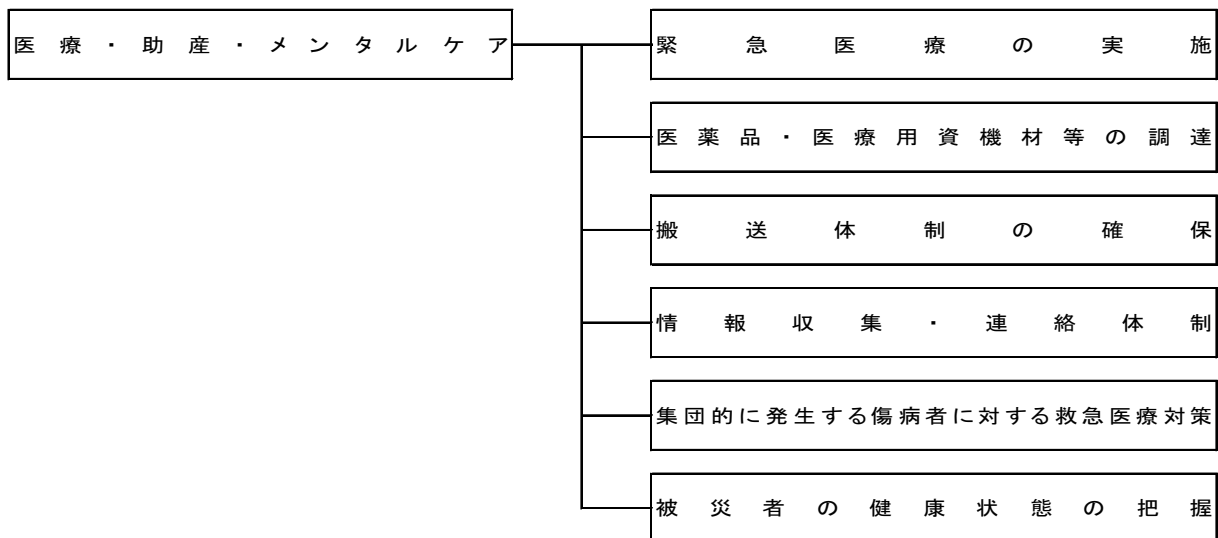 医療・助産・メンタルケア
緊急医療の実施
医薬品・医療用資機材等の調達
搬送体制の確保
情報収集・連絡体制
集団的に発生する傷病者に対する救急医療対策
被災者の健康状態の把握